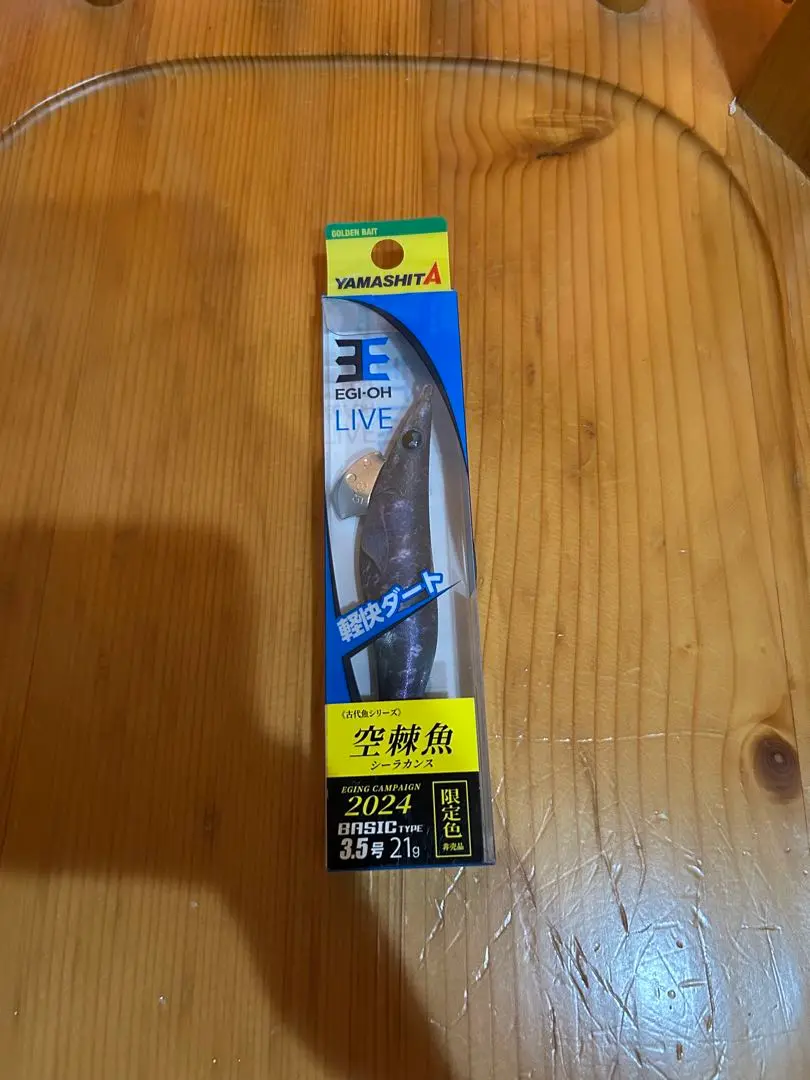 GOLDEN BAIT
YAMASHITA
EGI-OH
LIVE
軽快ダート
《古代魚シリーズ》
空棘魚
シーラカンス
EGING CAMPAIGN
2024
BASIC TYPE
3.5号 21g
限定色
非売品